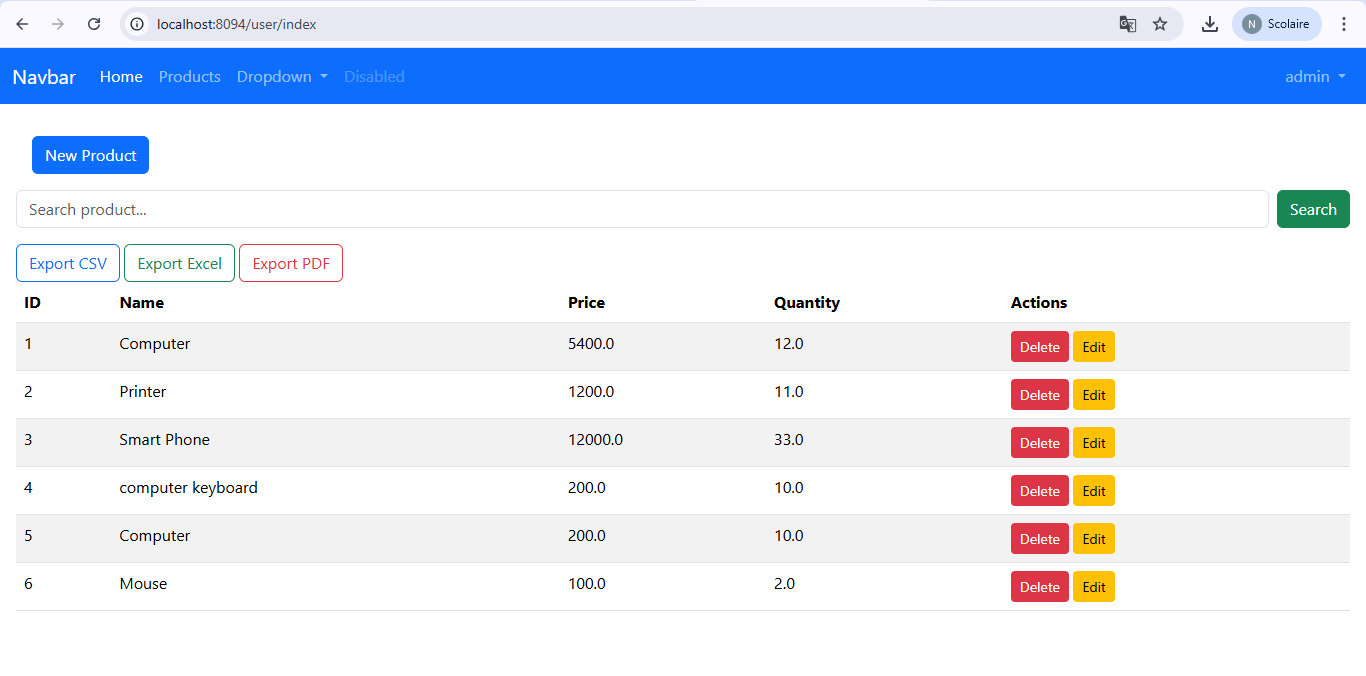 localhost:8094/user/index
N Scolaire
Navbar Home Products Dropdown Disabled admin
New Product
Search product... Search
Export CSV Export Excel Export PDF
ID Name Price Quantity Actions
1 Computer 5400.0 12.0 Delete Edit
2 Printer 1200.0 11.0 Delete Edit
3 Smart Phone 12000.0 33.0 Delete Edit
4 computer keyboard 200.0 10.0 Delete Edit
5 Computer 200.0 10.0 Delete Edit
6 Mouse 100.0 2.0 Delete Edit